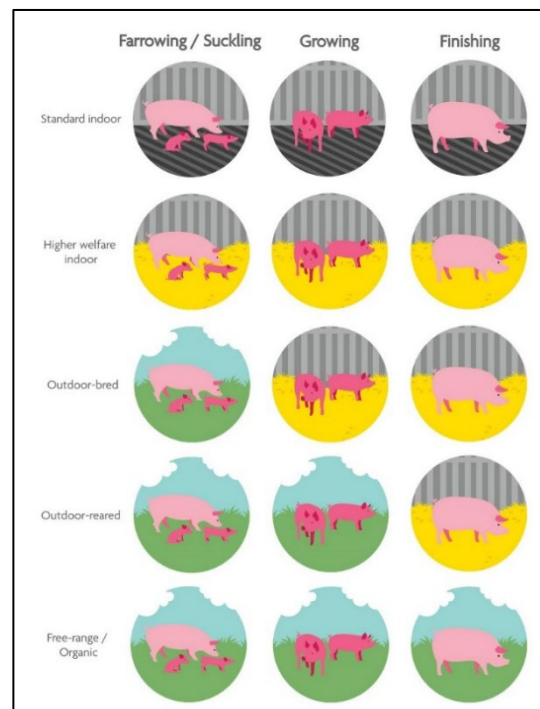 Farrowing / Suckling Growing Finishing
Standard indoor
Higher welfare
indoor
Outdoor-bred
Outdoor-reared
Free-range /
Organic